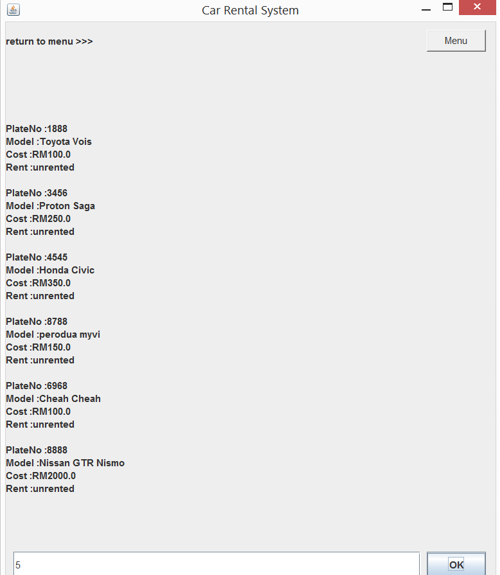 Car Rental System
return to menu >>>
Menu
PlateNo :1888
Model :Toyota Vois
Cost :RM100.0
Rent :unrented
PlateNo :3456
Model :Proton Saga
Cost :RM250.0
Rent :unrented
PlateNo :4545
Model :Honda Civic
Cost :RM350.0
Rent :unrented
PlateNo :8788
Model :perodua myvi
Cost :RM150.0
Rent :unrented
PlateNo :6968
Model :Cheah Cheah
Cost :RM100.0
Rent :unrented
PlateNo :8888
Model :Nissan GTR Nismo
Cost :RM2000.0
Rent :unrented
5
OK